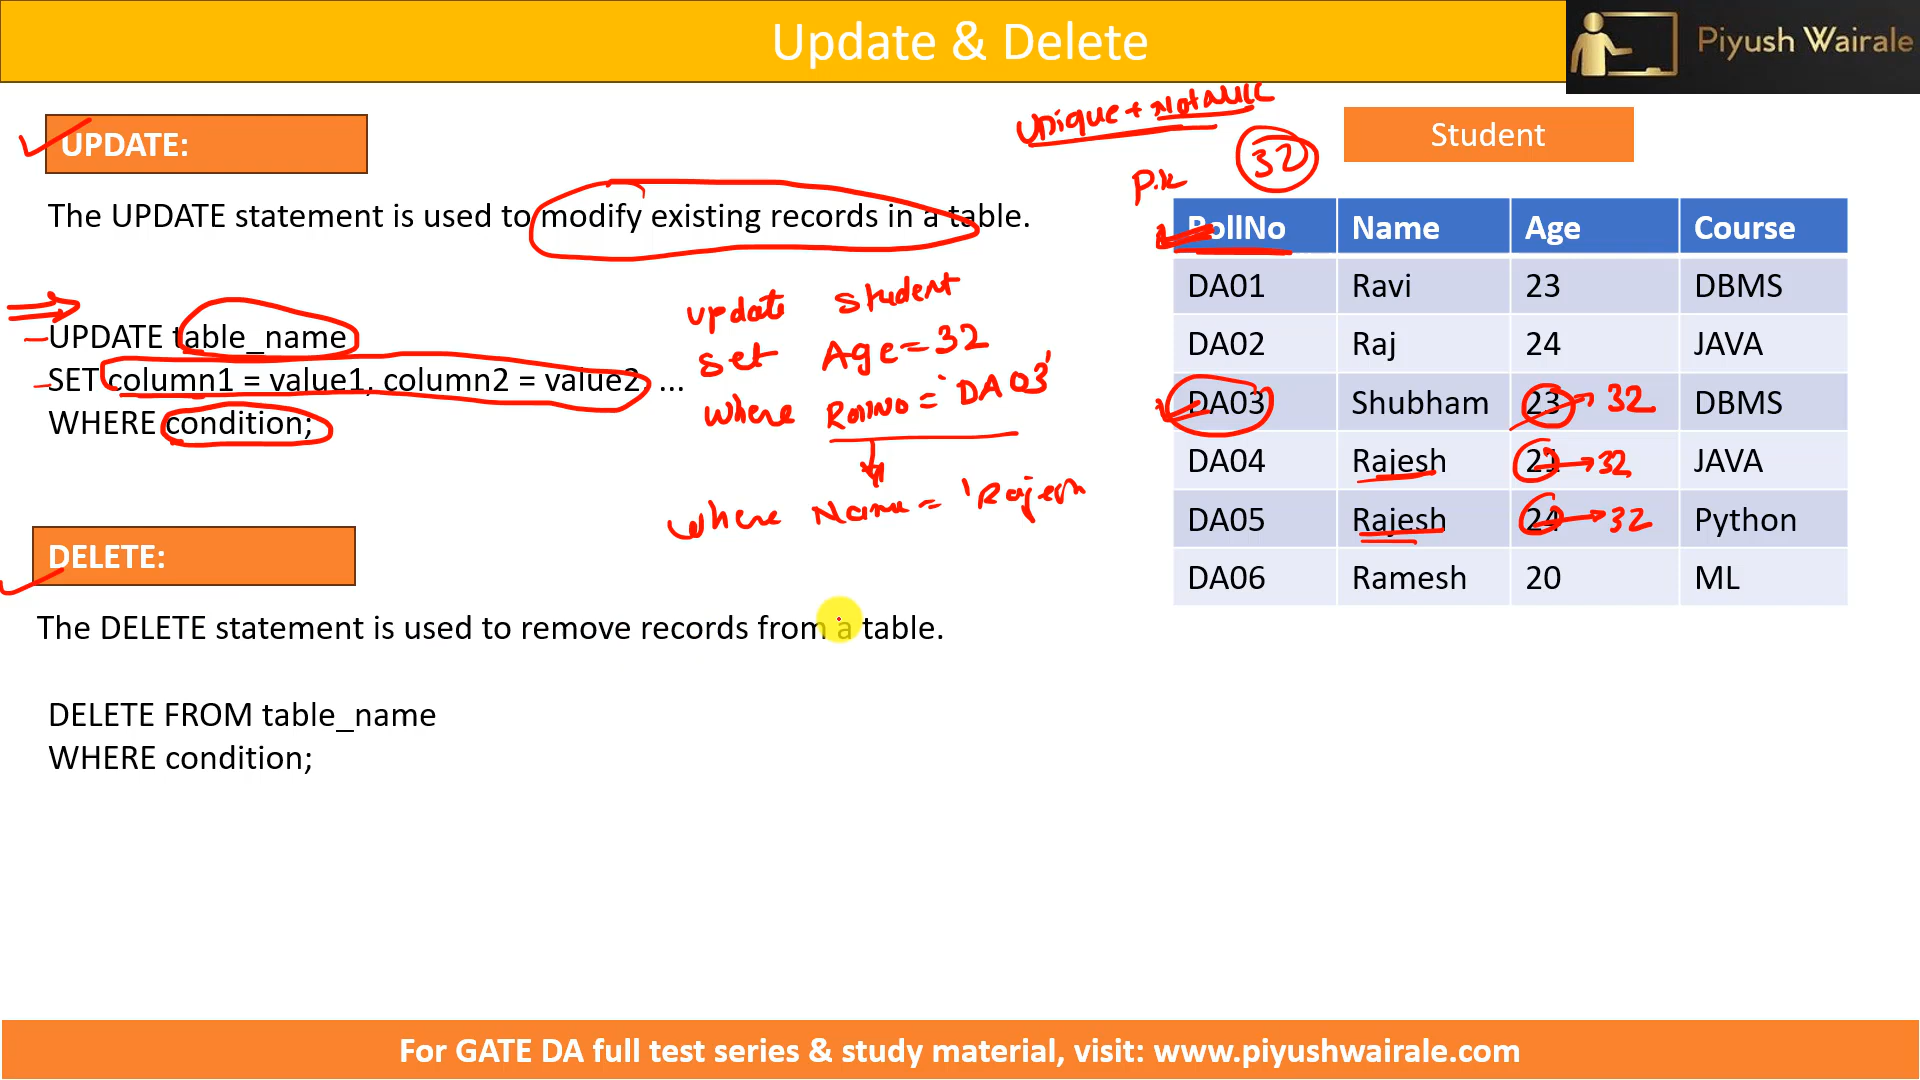 Update & Delete
Piyush Wairale
UPDATE:
The UPDATE statement is used to modify existing records in a table.
UPDATE table_name
SET column1 = value1, column2 = value2, ...
WHERE condition;
update student
set Age=32
where RollNo = 'DA03'
where Name = 'Rajesh
DELETE:
The DELETE statement is used to remove records from a table.
DELETE FROM table_name
WHERE condition;
Unique + Not NULL
32
P.k
Student
RollNo Name Age Course
DA01 Ravi 23 DBMS
DA02 Raj 24 JAVA
DA03 Shubham 23 32 DBMS
DA04 Rajesh 21 32 JAVA
DA05 Rajesh 24 32 Python
DA06 Ramesh 20 ML
For GATE DA full test series & study material, visit: www.piyushwairale.com